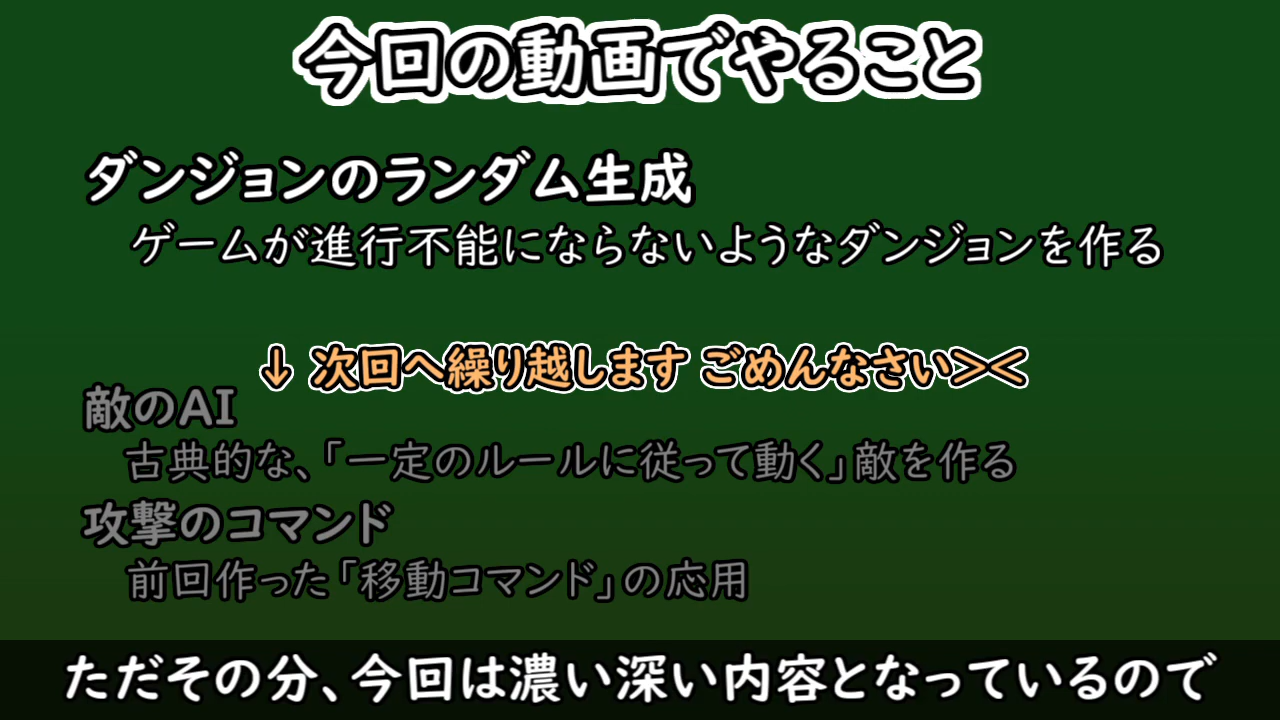 今回の動画でやること
ダンジョンのランダム生成
ゲームが進行不能にならないようなダンジョンを作る
↓ 次回へ繰り越します ごめんなさい><
敵のAI
古典的な、「一定のルールに従って動く」敵を作る
攻撃のコマンド
前回作った「移動コマンド」の応用
ただその分、今回は濃い深い内容となっているので